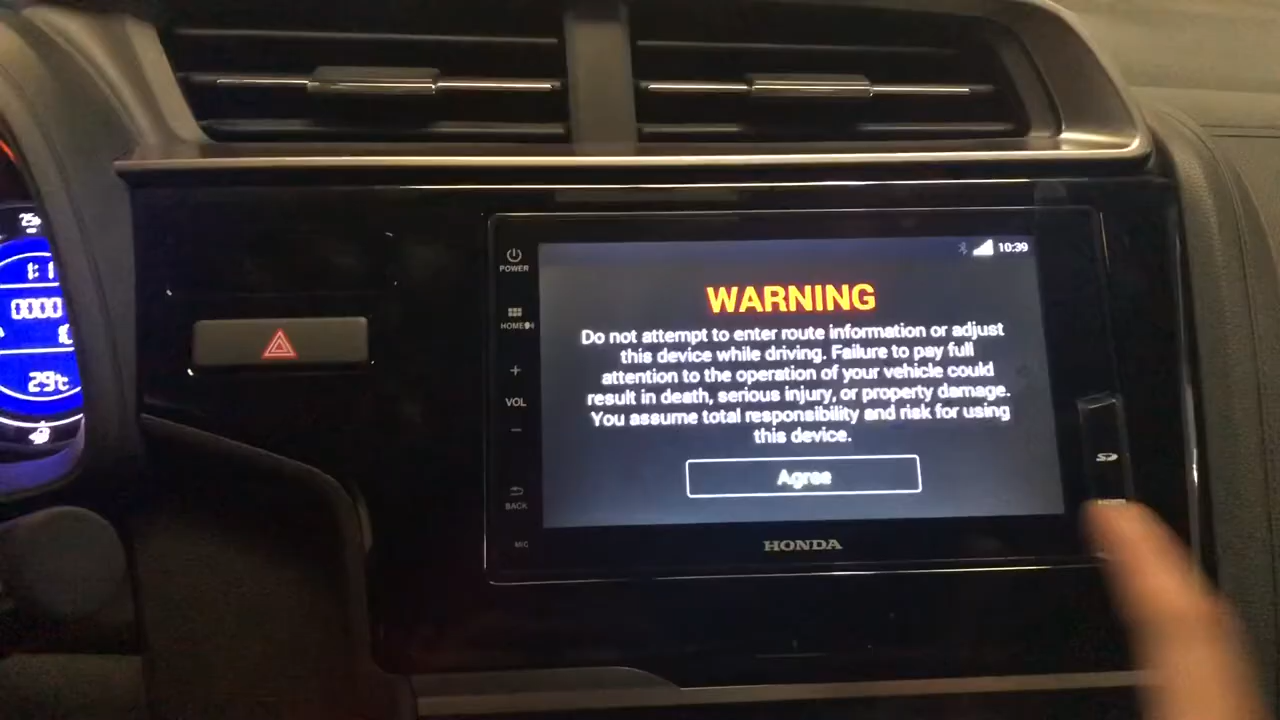 10:39
POWER
HOME
VOL
BACK
MIC
WARNING
Do not attempt to enter route information or adjust
this device while driving. Failure to pay full
attention to the operation of your vehicle could
result in death, serious injury, or property damage.
You assume total responsibility and risk for using
this device.
Agree
HONDA
29℃